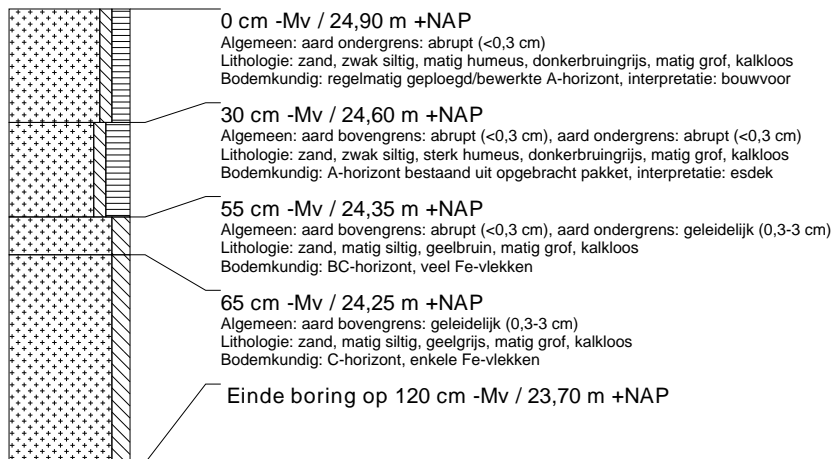 0 cm -Mv / 24,90 m +NAP
Algemeen: aard ondergrens: abrupt (<0,3 cm)
Lithologie: zand, zwak siltig, matig humeus, donkerbruingrijs, matig grof, kalkloos
Bodemkundig: regelmatig geploegd/bewerkte A-horizont, interpretatie: bouwvoor
30 cm -Mv / 24,60 m +NAP
Algemeen: aard bovengrens: abrupt (<0,3 cm), aard ondergrens: abrupt (<0,3 cm)
Lithologie: zand, zwak siltig, sterk humeus, donkerbruingrijs, matig grof, kalkloos
Bodemkundig: A-horizont bestaand uit opgebracht pakket, interpretatie: esdek
55 cm -Mv / 24,35 m +NAP
Algemeen: aard bovengrens: abrupt (<0,3 cm), aard ondergrens: geleidelijk (0,3-3 cm)
Lithologie: zand, matig siltig, geelbruin, matig grof, kalkloos
Bodemkundig: BC-horizont, veel Fe-vlekken
65 cm -Mv / 24,25 m +NAP
Algemeen: aard bovengrens: geleidelijk (0,3-3 cm)
Lithologie: zand, matig siltig, geelgrijs, matig grof, kalkloos
Bodemkundig: C-horizont, enkele Fe-vlekken
Einde boring op 120 cm -Mv / 23,70 m +NAP